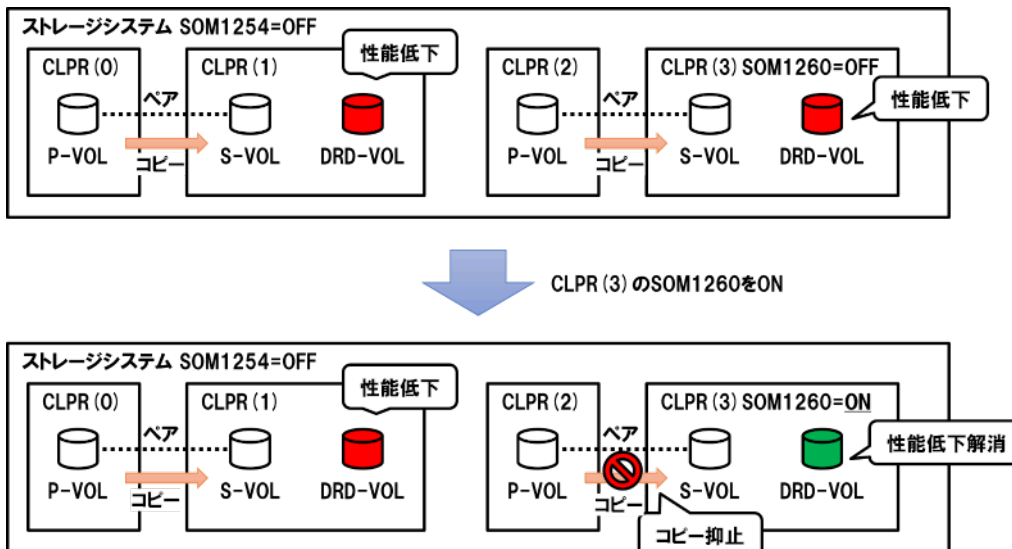 ストレージシステム SOM1254=OFF
性能低下
CLPR(0)
CLPR(1)
CLPR(2)
CLPR(3) SOM1260=OFF
性能低下
ペア
ペア
P-VOL
コピー
S-VOL
DRD-VOL
P-VOL
コピー
S-VOL
DRD-VOL
CLPR(3)のSOM1260をON
ストレージシステム SOM1254=OFF
性能低下
CLPR(0)
CLPR(1)
CLPR(2)
CLPR(3) SOM1260=ON
ペア
ペア
性能低下解消
P-VOL
コピー
S-VOL
DRD-VOL
P-VOL
コピー
S-VOL
DRD-VOL
コピー抑止